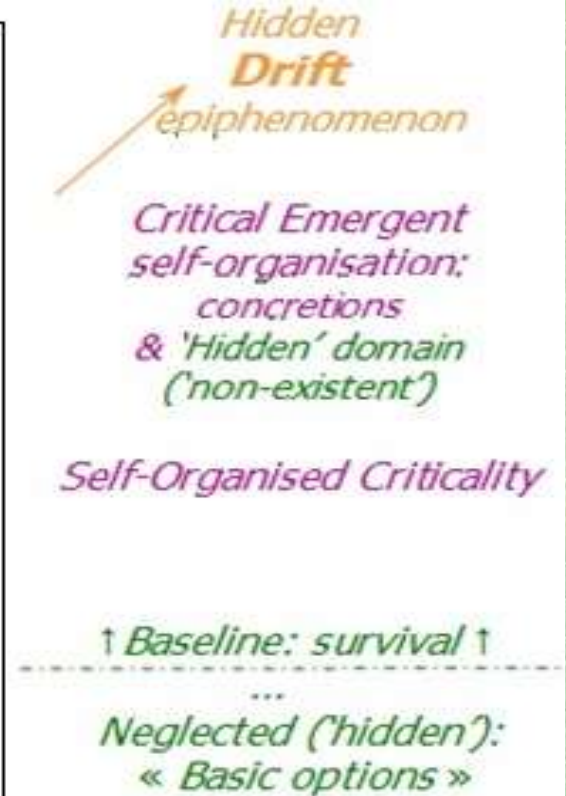 Hidden
Drift
epiphenomenon
Critical Emergent
self-organisation:
concretions
& ‘Hidden’ domain
(‘non-existent’)
Self-Organised Criticality
↑ Baseline: survival ↑
...
Neglected (‘hidden’):
« Basic options »